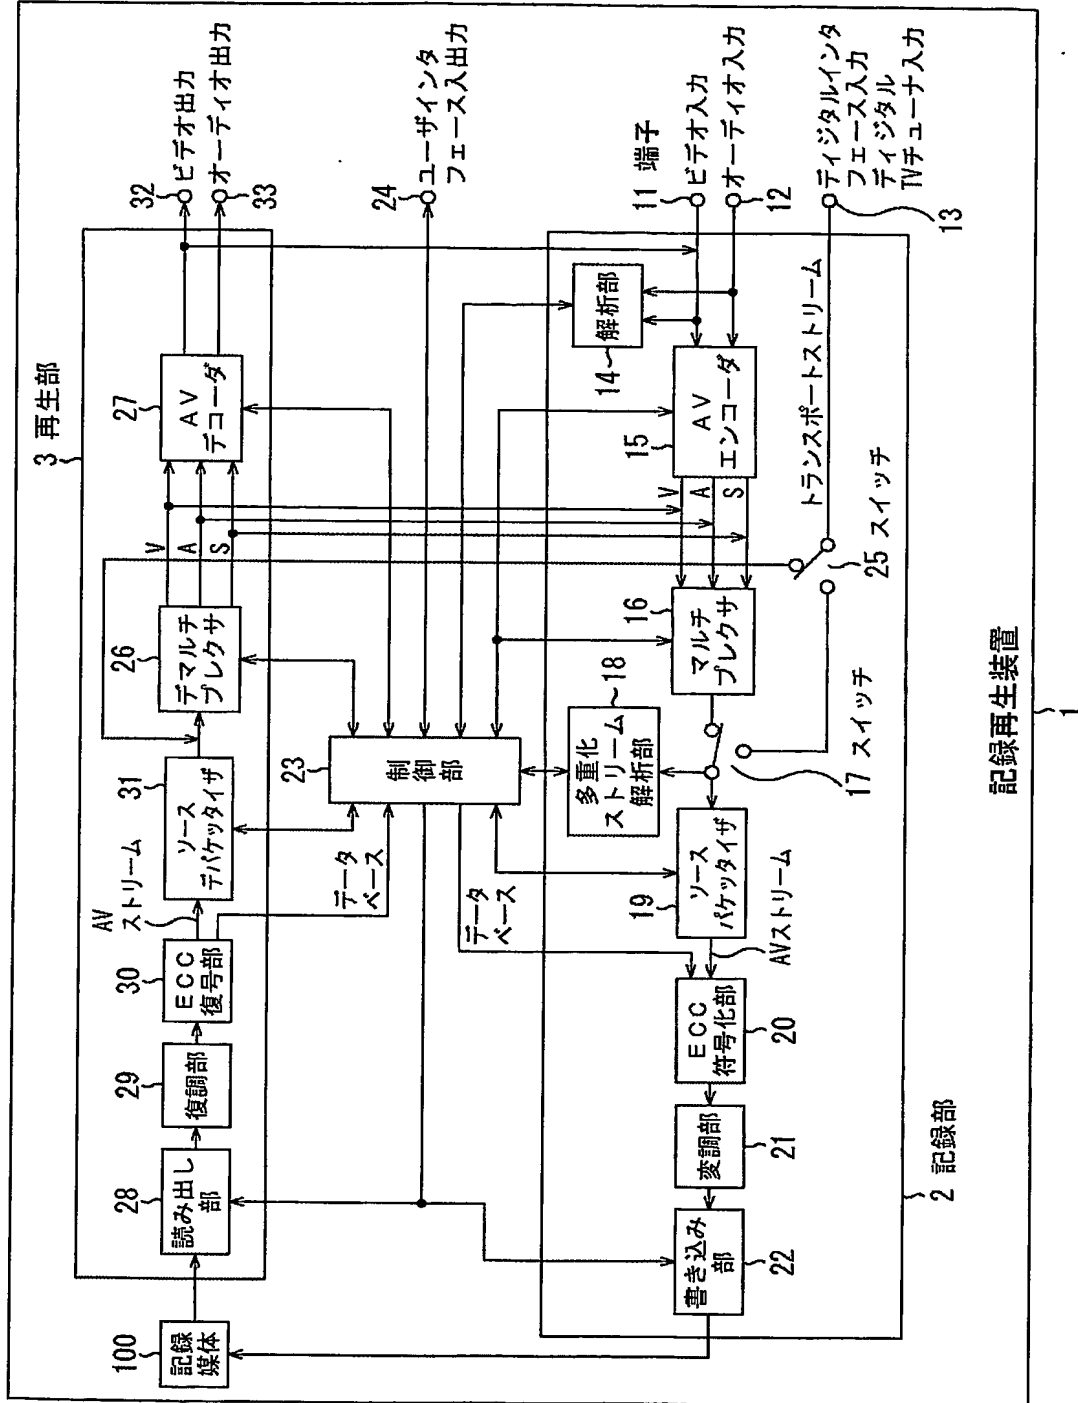 3 再生部
100
記録
媒体
28
読み出し
部
29
復調部
30
ECC
復号部
AV
ストリーム
31
ソース
デパケッタイザ
26
デマルチ
プレクサ
V
A
S
27
AV
デコーダ
32
ビデオ出力
オーディオ出力
33
データ
ベース
23
制
御
部
24
ユーザインタ
フェース入出力
データ
ベース
多重化
ストリーム
解析部
18
14
解析部
11 端子
ビデオ入力
オーディオ入力
12
書き込み
部
22
変調部
21
ECC
符号化部
20
AVストリーム
19
ソース
パケッタイザ
17 スイッチ
16
マルチ
プレクサ
V
A
S
15
AV
エンコーダ
25 スイッチ
トランスポートストリーム
13
ディジタルインタ
フェース入力
ディジタル
TVチューナ入力
2 記録部
記録再生装置
1